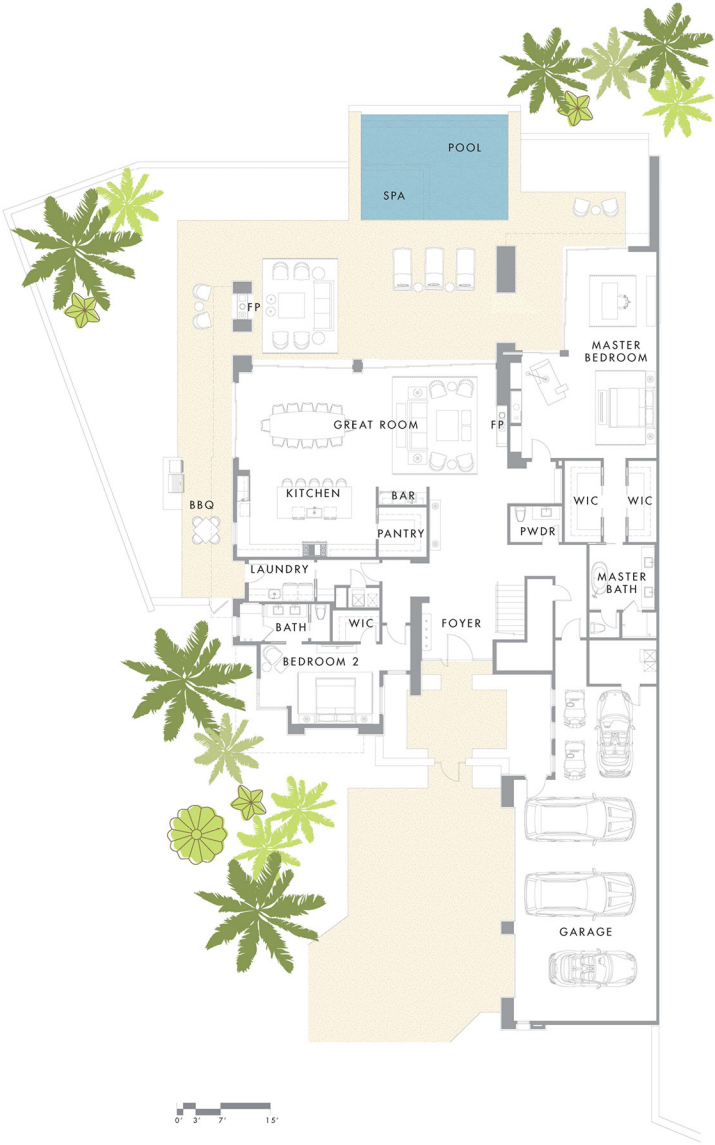 POOL
SPA
FP
MASTER
BEDROOM
GREAT ROOM
FP
KITCHEN
BAR
WIC
WIC
BBQ
PANTRY
PWDR
LAUNDRY
MASTER
BATH
BATH
WIC
FOYER
BEDROOM 2
GARAGE
0' 3' 7' 15'